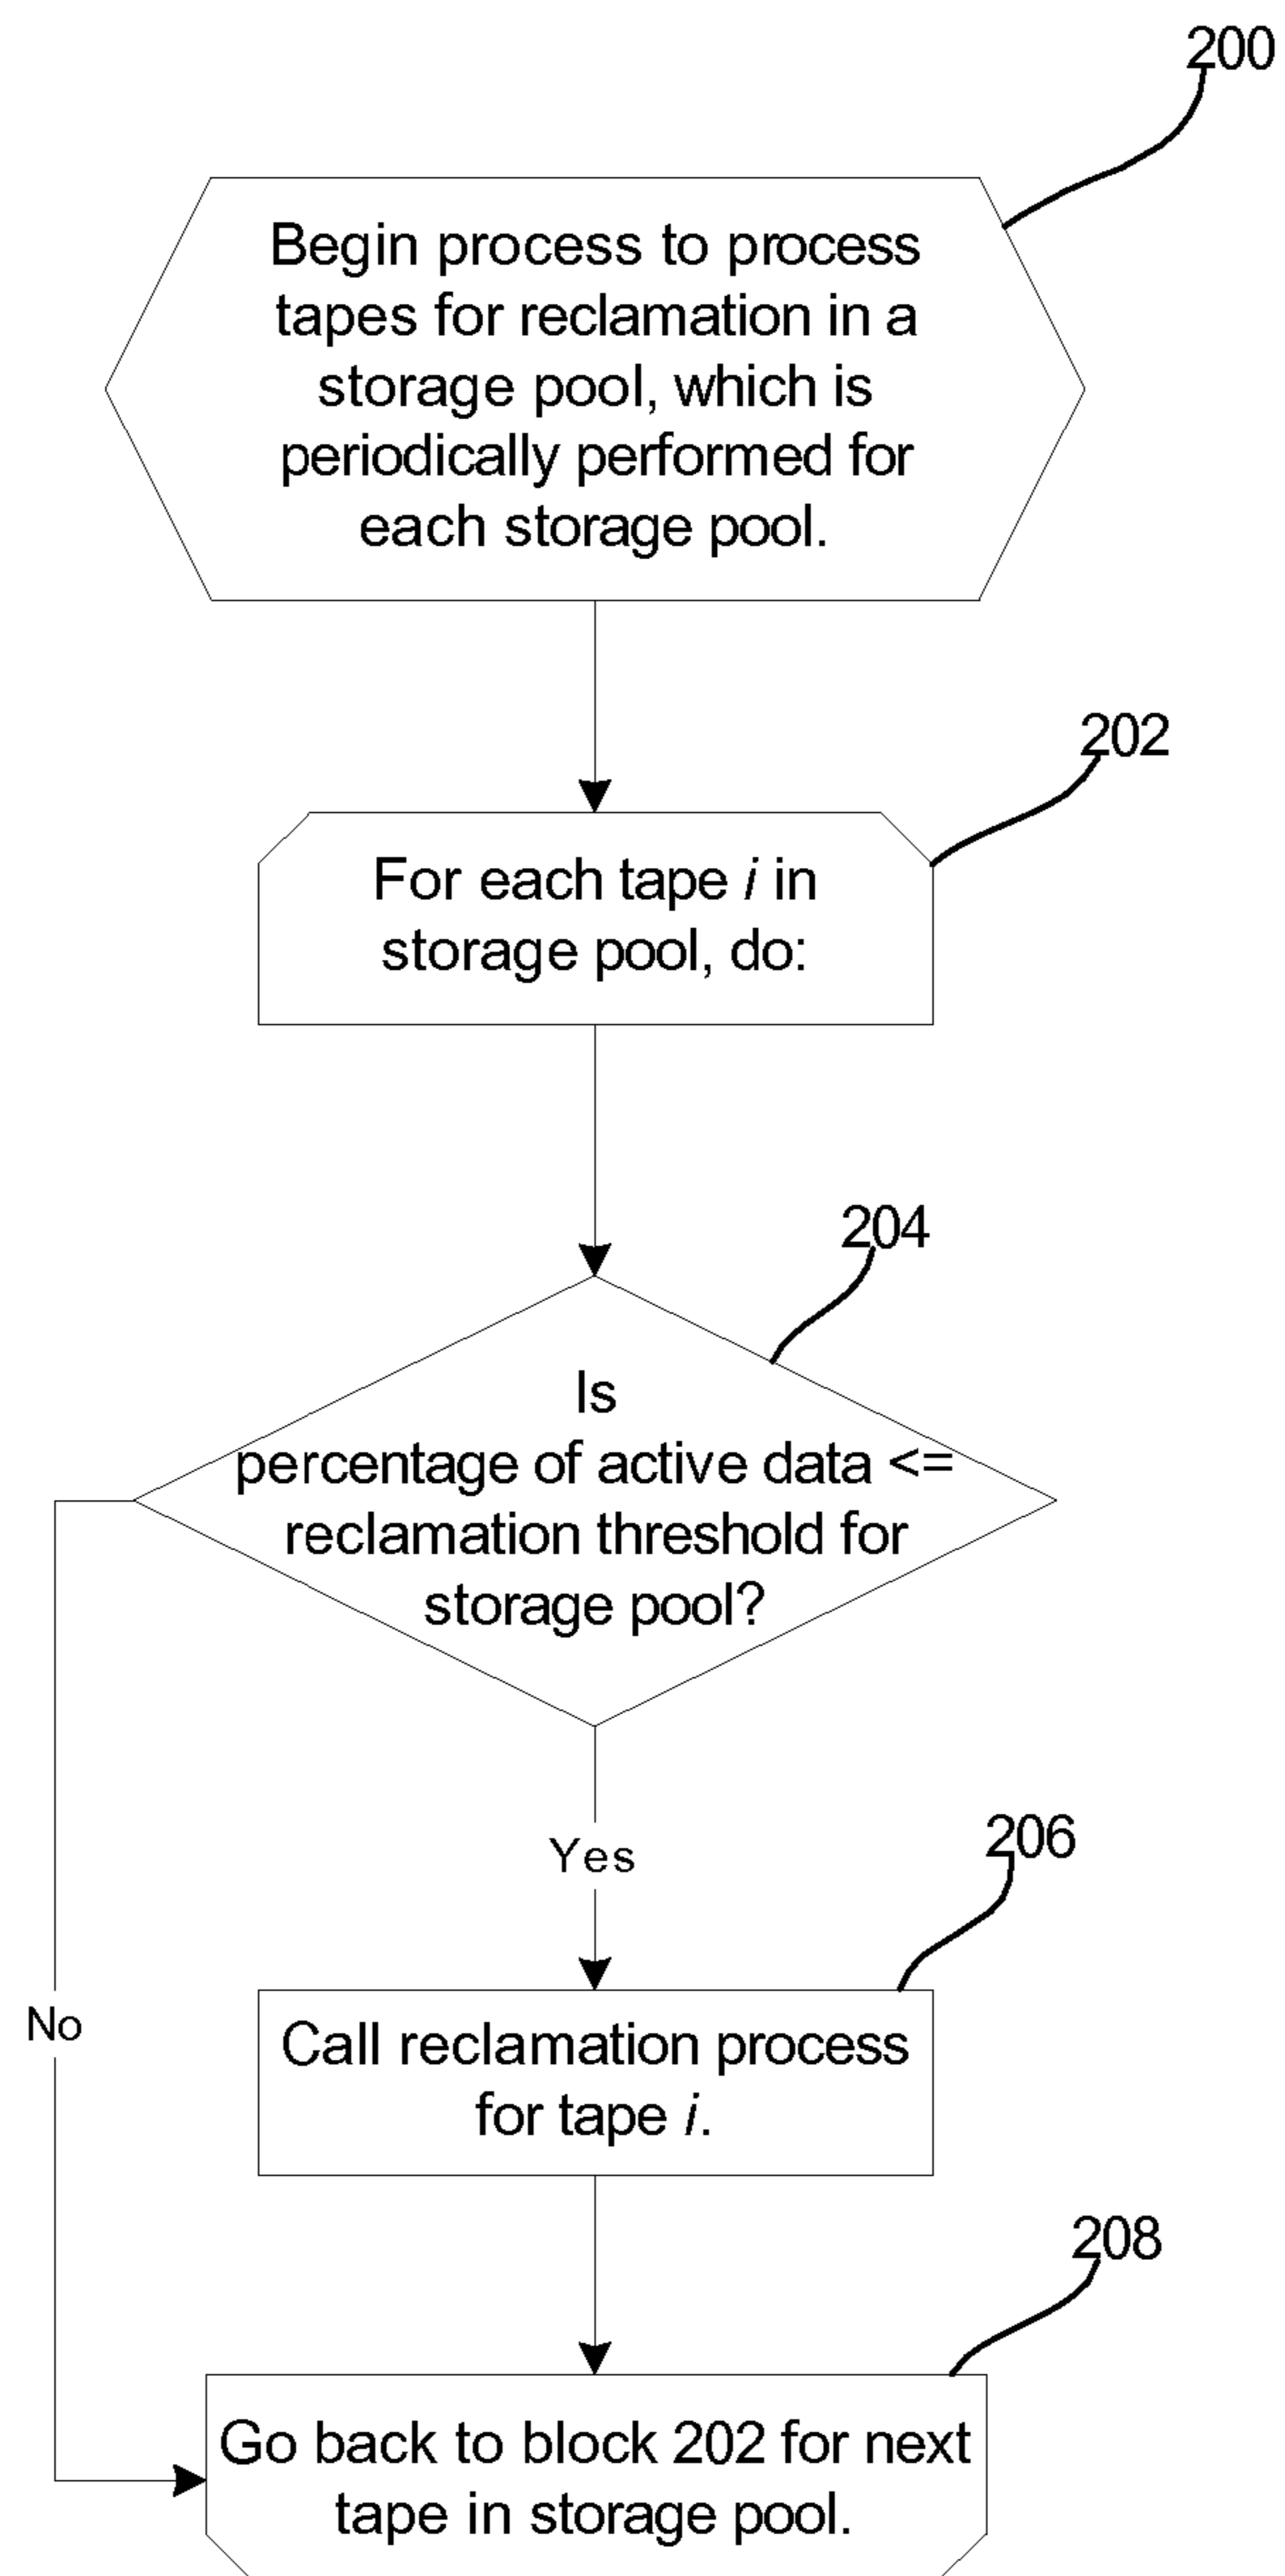 200
Begin process to process
tapes for reclamation in a
storage pool, which is
periodically performed for
each storage pool.
202
For each tape i in
storage pool, do:
204
Is
percentage of active data <=
reclamation threshold for
storage pool?
Yes
206
No
Call reclamation process
for tape i.
208
Go back to block 202 for next
tape in storage pool.